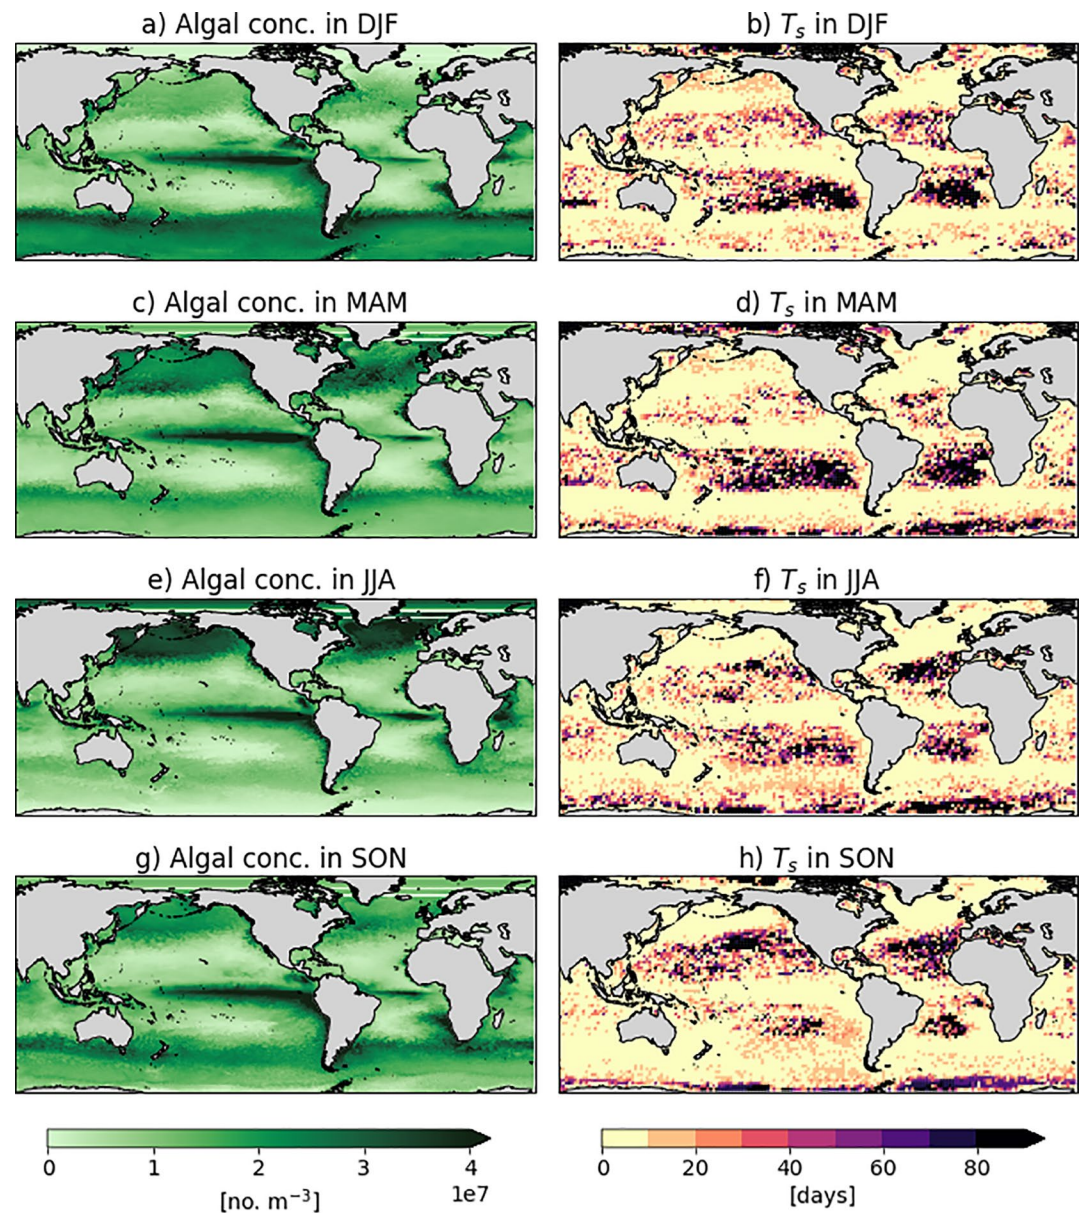 a) Algal conc. in DJF
b) Tₛ in DJF
c) Algal conc. in MAM
d) Tₛ in MAM
e) Algal conc. in JJA
f) Tₛ in JJA
g) Algal conc. in SON
h) Tₛ in SON
0 1 2 3 4
1e7
[no. m⁻³]
0 20 40 60 80
[days]